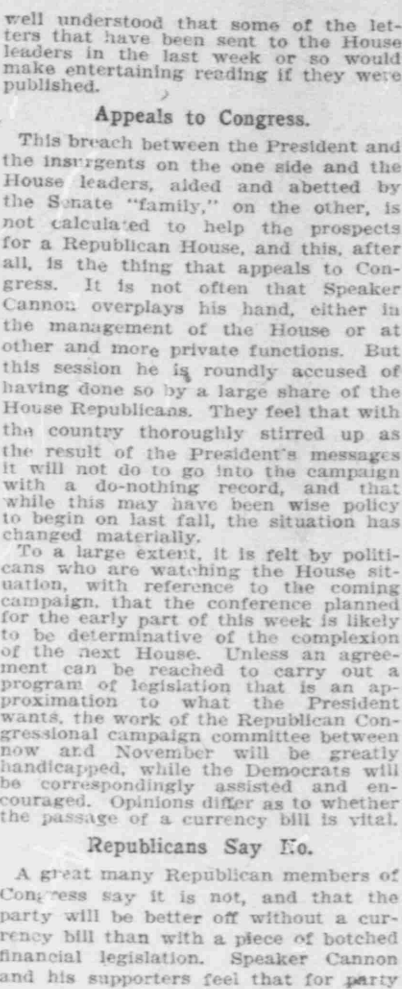 well understood that some of the let-
ters that have been sent to the House
leaders in the last week or so would
make entertaining reading if they were
published.
Appeals to Congress.
This breach between the President and
the insurgents on the one side and the
House leaders, aided and abetted by
the Senate "family," on the other, is
not calculated to help the prospects
for a Republican House, and this, after
all, is the thing that appeals to Con-
gress. It is not often that Speaker
Cannon overplays his hand, either in
the management of the House or at
other and more private functions. But
this session he is roundly accused of
having done so by a large share of the
House Republicans. They feel that with
the country thoroughly stirred up as
the result of the President's messages
it will not do to go into the campaign
with a do-nothing record, and that
while this may have been wise policy
to begin on last fall, the situation has
changed materially.
To a large extent, it is felt by politi-
cans who are watching the House sit-
uation, with reference to the coming
campaign, that the conference planned
for the early part of this week is likely
to be determinative of the complexion
of the next House. Unless an agree-
ment can be reached to carry out a
program of legislation that is an ap-
proximation to what the President
wants, the work of the Republican Con-
gressional campaign committee between
now and November will be greatly
handicapped, while the Democrats will
be correspondingly assisted and en-
couraged. Opinions differ as to whether
the passage of a currency bill is vital.
Republicans Say No.
A great many Republican members of
Congress say it is not, and that the
party will be better off without a cur-
rency bill than with a piece of botched
financial legislation. Speaker Cannon
and his supporters feel that for party